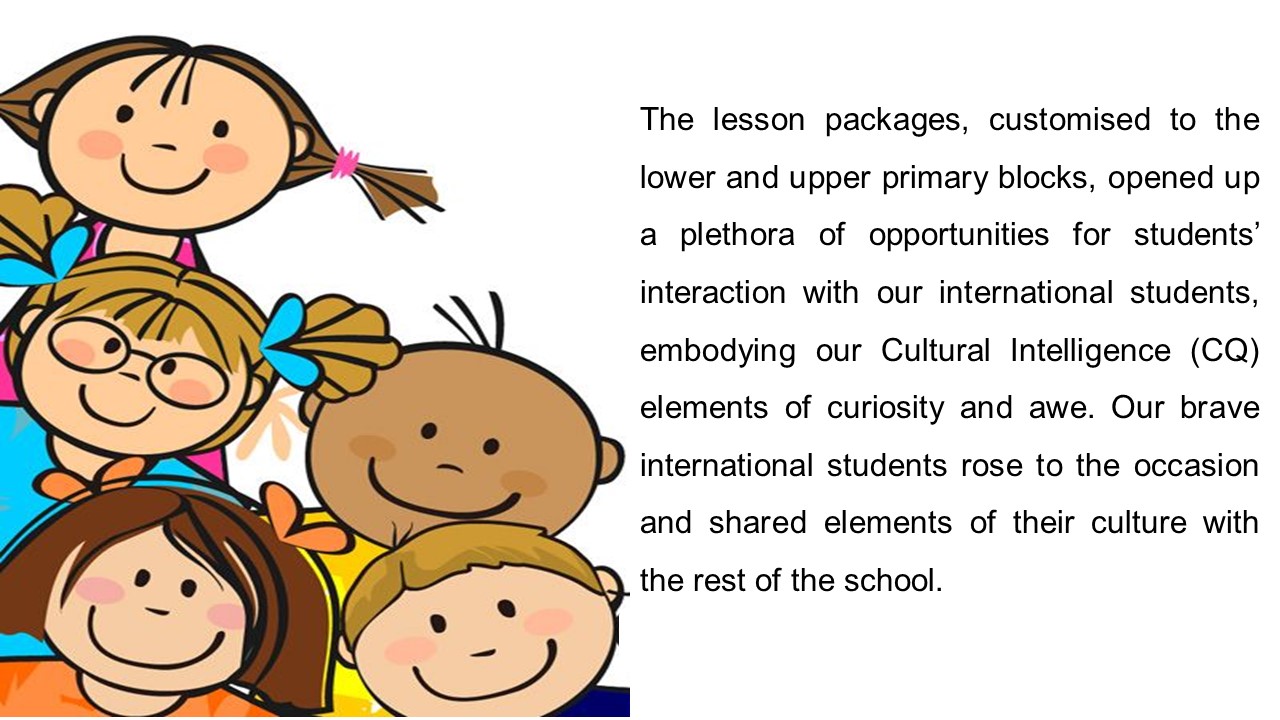 The lesson packages, customised to the
lower and upper primary blocks, opened up
a plethora of opportunities for students’
interaction with our international students,
embodying our Cultural Intelligence (CQ)
elements of curiosity and awe. Our brave
international students rose to the occasion
and shared elements of their culture with
the rest of the school.